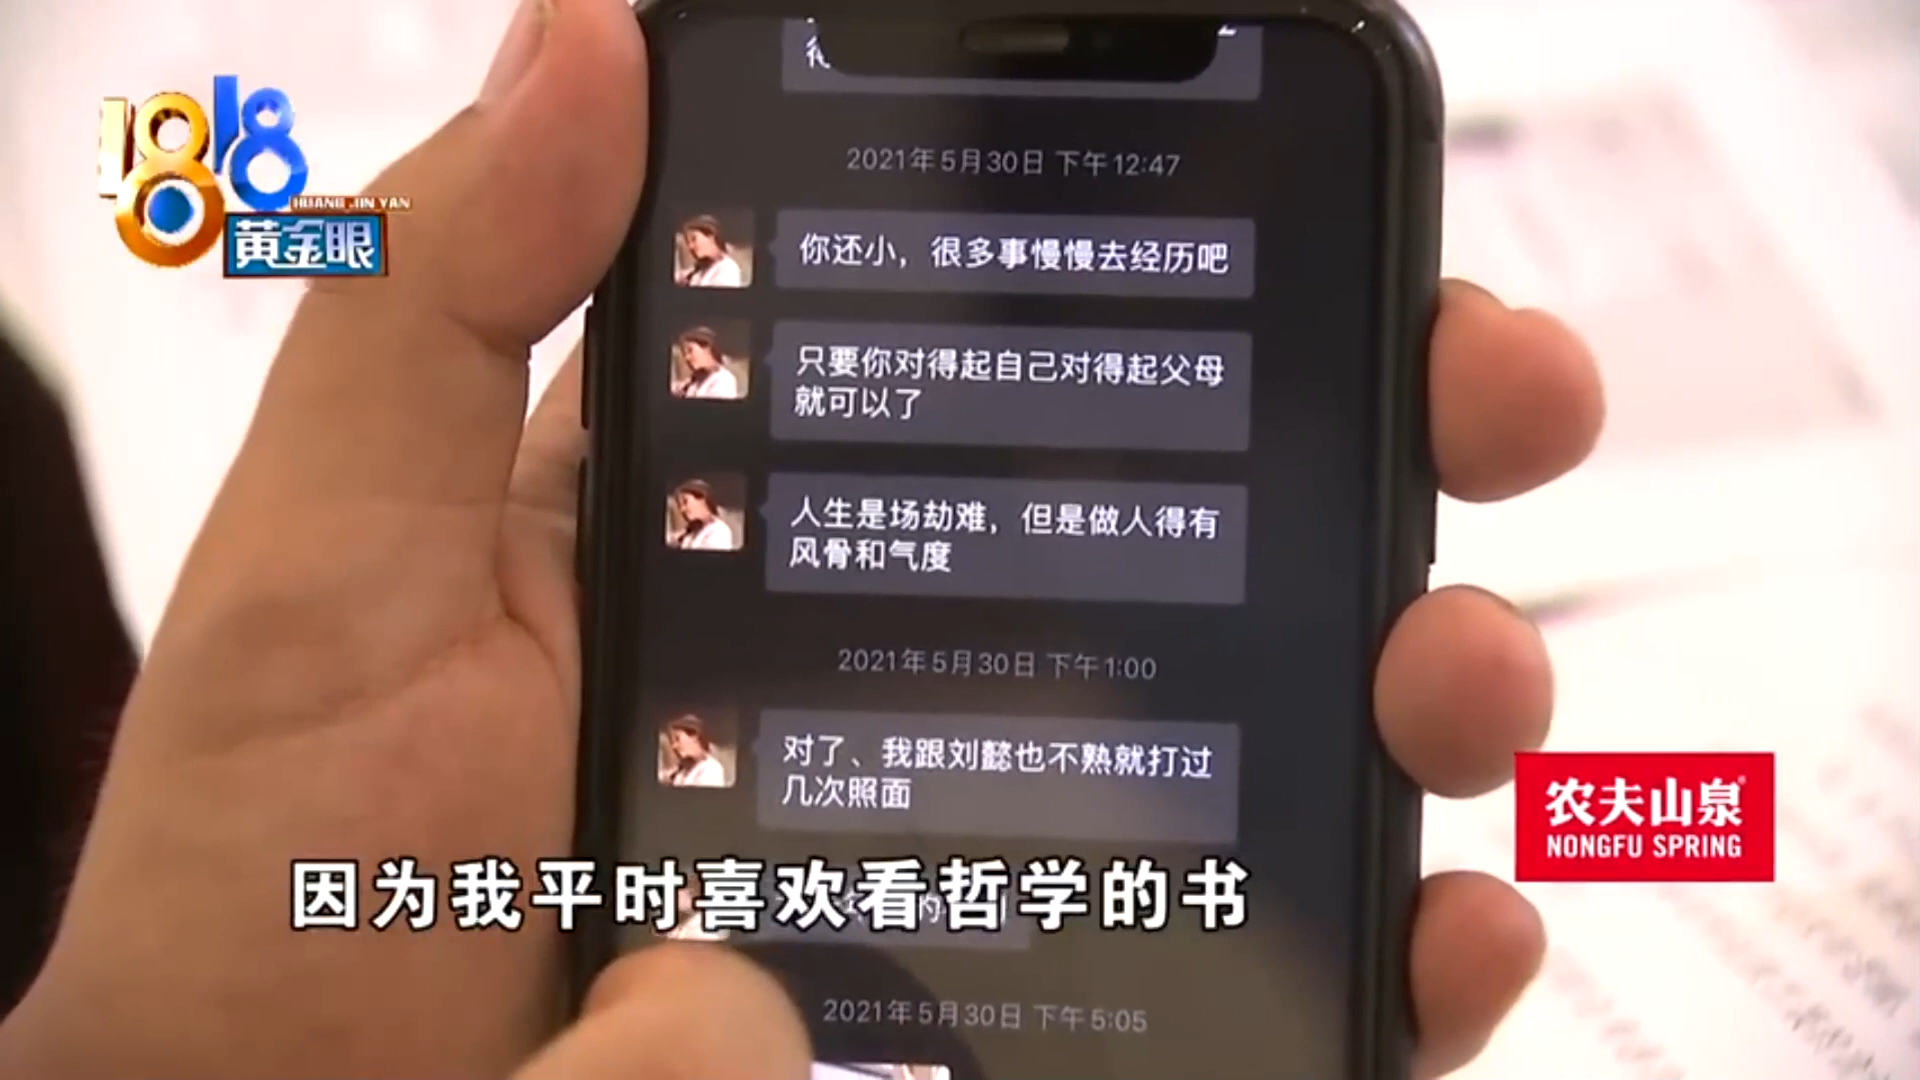 1818
HUANG JIN YAN
黄金眼
2021年5月30日 下午12:47
你还小，很多事慢慢去经历吧
只要你对得起自己对得起父母
就可以了
人生是场劫难，但是做人得有
风骨和气度
2021年5月30日 下午1:00
对了、我跟刘懿也不熟就打过
几次照面
农夫山泉
NONGFU SPRING
因为我平时喜欢看哲学的书
2021年5月30日 下午5:05